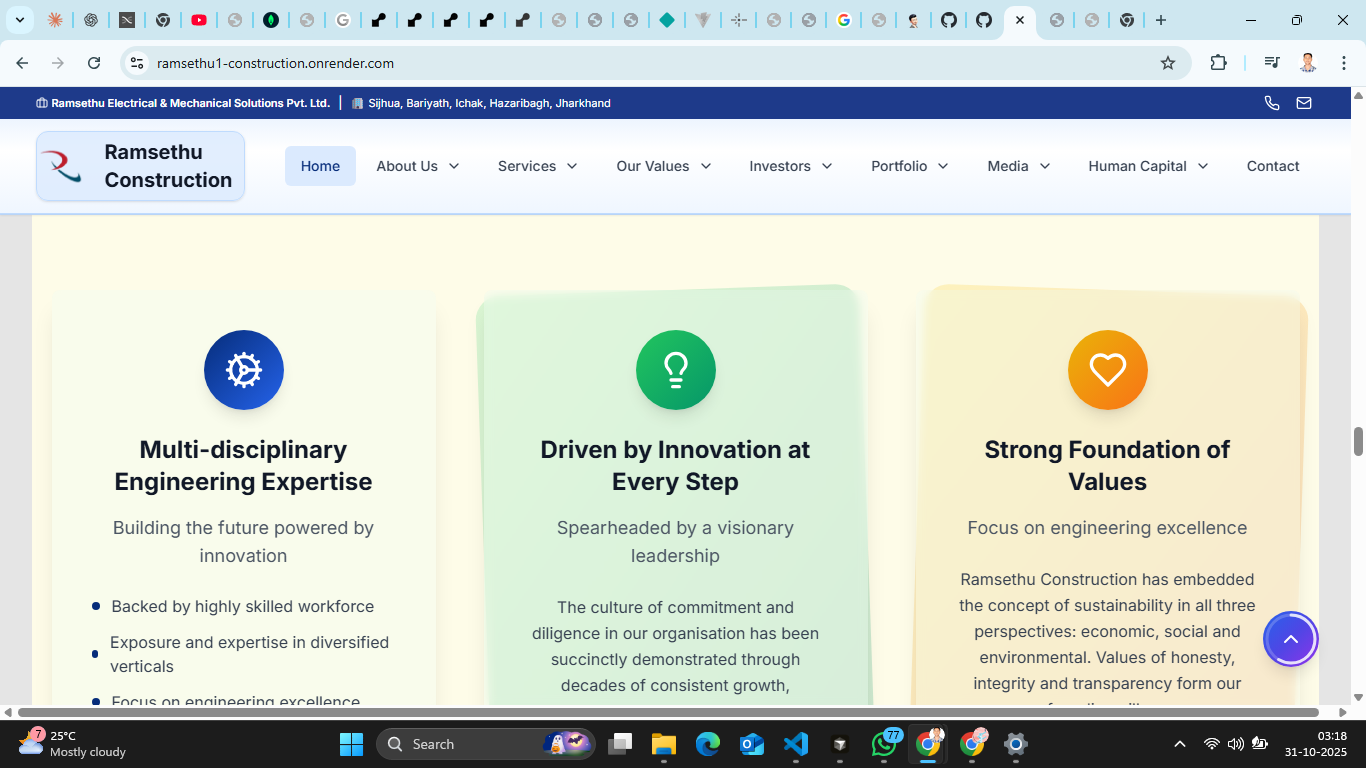 ramsethu1-construction.onrender.com
Ramsethu Electrical & Mechanical Solutions Pvt. Ltd. | Sijhua, Bariyath, Ichak, Hazaribagh, Jharkhand
Ramsethu
Construction
Home About Us Services Our Values Investors Portfolio Media Human Capital Contact
Multi-disciplinary
Engineering Expertise
Building the future powered by
innovation
Backed by highly skilled workforce
Exposure and expertise in diversified
verticals
Focus on engineering excellence
Driven by Innovation at
Every Step
Spearheaded by a visionary
leadership
The culture of commitment and
diligence in our organisation has been
succinctly demonstrated through
decades of consistent growth,
Strong Foundation of
Values
Focus on engineering excellence
Ramsethu Construction has embedded
the concept of sustainability in all three
perspectives: economic, social and
environmental. Values of honesty,
integrity and transparency form our
7
25°C
Mostly cloudy
Search
77
03:18
31-10-2025